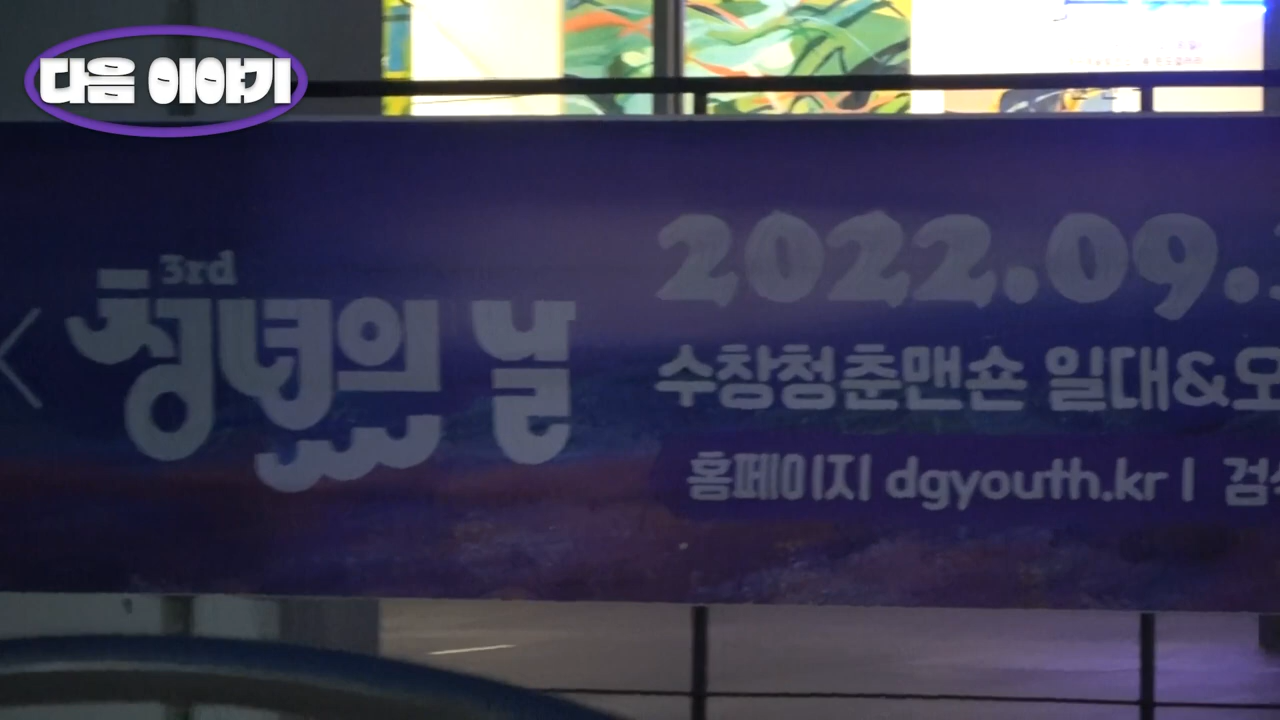 다음 이야기
3rd
청년의 날
2022.09.
수창청춘맨숀 일대&오
홈페이지 dgyouth.kr |